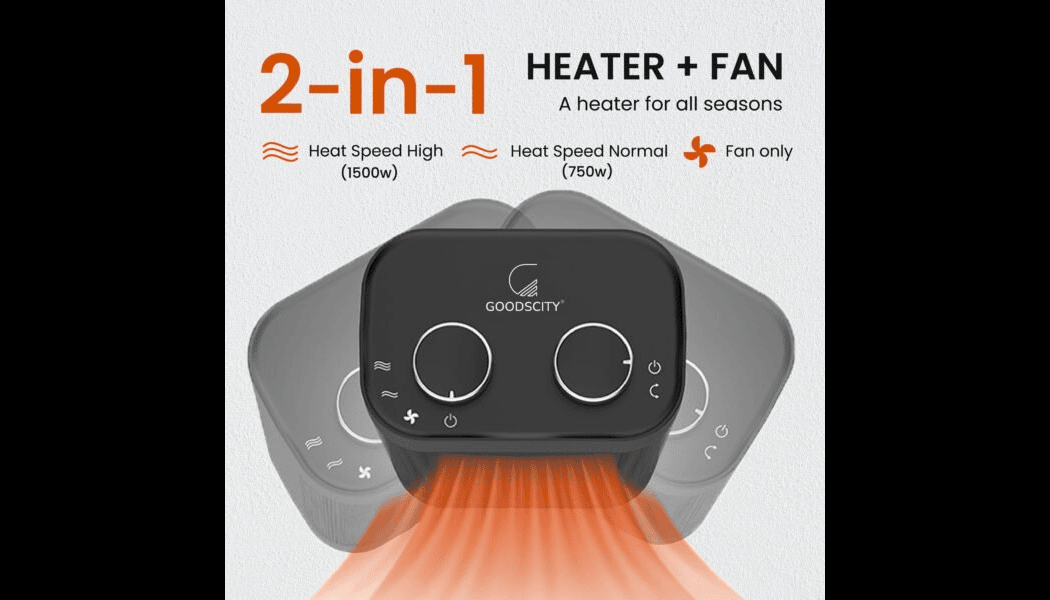 2-in-1
HEATER + FAN
A heater for all seasons
Heat Speed High
(1500w)
Heat Speed Normal
(750w)
Fan only
GOODSCITY®